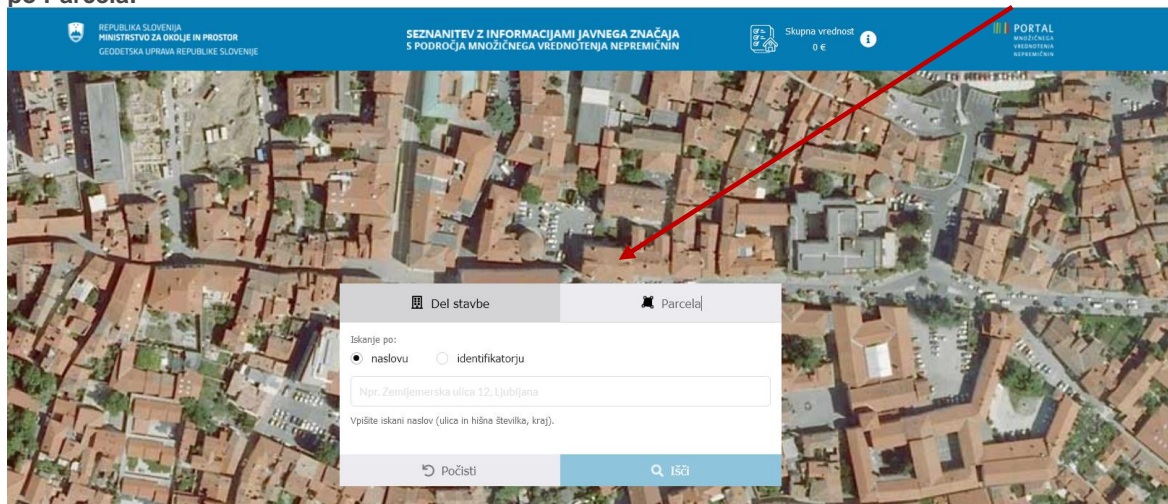 po Parcela:
REPUBLIKA SLOVENIJA
MINISTRSTVO ZA OKOLJE IN PROSTOR
GEODETSKA UPRAVA REPUBLIKE SLOVENIJE
SEZNANITEV Z INFORMACIJAMI JAVNEGA ZNAČAJA
S PODROČJA MNOŽIČNEGA VREDNOTENJA NEPREMIČNIN
Skupna vrednost
0 €
PORTAL
MNOŽIČNEGA
VREDNOTENJA
NEPREMIČNIN
Del stavbe
Parcela
Iskanje po:
naslovu
identifikatorju
Npr. Zemljemerska ulica 12, Ljubljana
Vpišite iskani naslov (ulica in hišna številka, kraj).
Počisti
Išči